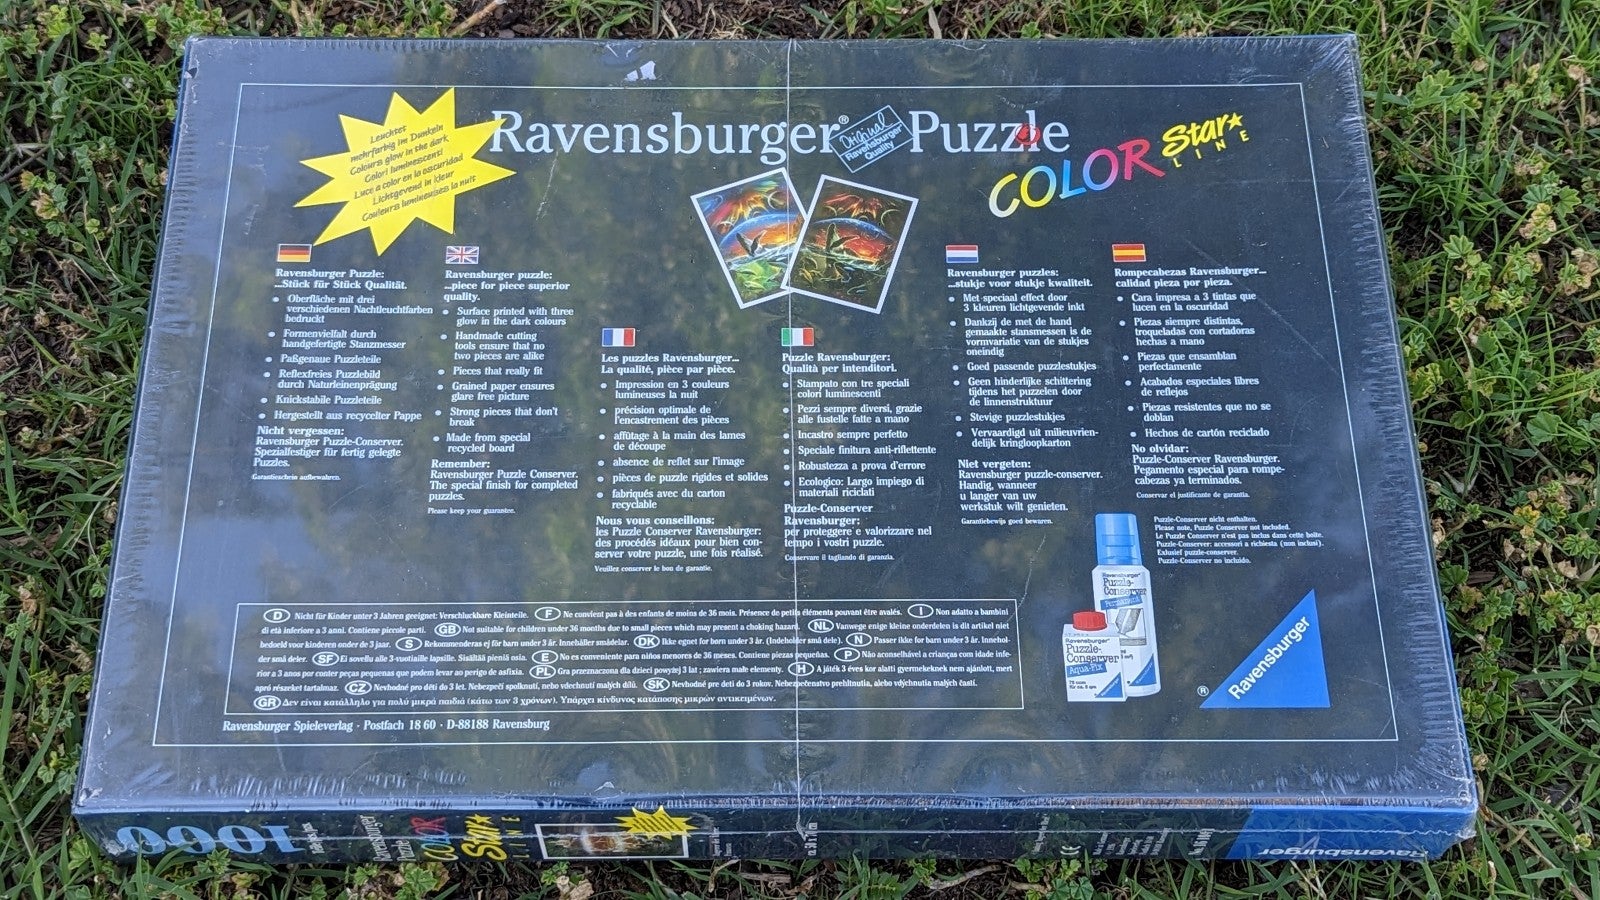 Leuchtet
mehrfarbig im Dunkeln
Colours glow in the dark
Colori luminescenti
Luce a color en la oscuridad
Lichtgevend in kleur
Couleurs lumineuses la nuit
Ravensburger® Puzzle
Original
Ravensburger
Quality
COLOR Star
LINE
Ravensburger Puzzle:
...Stück für Stück Qualität.
Oberfläche mit drei
verschiedenen Nachtleuchtfarben
bedruckt
Formenvielfalt durch
handgefertigte Stanzmesser
Paßgenaue Puzzleteile
Reflexfreies Puzzlebild
durch Naturleinenprägung
Knickstabile Puzzleteile
Hergestellt aus recycelter Pappe
Nicht vergessen:
Ravensburger Puzzle-Conserver.
Spezialfestiger für fertig gelegte
Puzzles.
Garantieschein aufbewahren.
Ravensburger puzzle:
...piece for piece superior
quality.
Surface printed with three
glow in the dark colours
Handmade cutting
tools ensure that no
two pieces are alike
Pieces that really fit
Grained paper ensures
glare free picture
Strong pieces that don't
break
Made from special
recycled board
Remember:
Ravensburger Puzzle Conserver.
The special finish for completed
puzzles.
Please keep your guarantee.
Les puzzles Ravensburger...
La qualité, pièce par pièce.
Impression en 3 couleurs
lumineuses la nuit
précision optimale de
l'encastrement des pièces
affûtage à la main des lames
de découpe
absence de reflet sur l'image
pièces de puzzle rigides et solides
fabriqués avec du carton
recyclable
Nous vous conseillons:
les Puzzle Conserver Ravensburger:
des procédés idéaux pour bien con-
server votre puzzle, une fois réalisé.
Veuillez conserver le bon de garantie.
Puzzle Ravensburger:
Qualità per intenditori.
Stampato con tre speciali
colori luminescenti
Pezzi sempre diversi, grazie
alle fustelle fatte a mano
Incastro sempre perfetto
Speciale finitura anti-riflettente
Robustezza a prova d'errore
Ecologico: Largo impiego di
materiali riciclati
Puzzle-Conserver
Ravensburger:
per proteggere e valorizzare nel
tempo i vostri puzzle.
Conservare il tagliando di garanzia.
Ravensburger puzzles:
...stukje voor stukje kwaliteit.
Met speciaal effect door
3 kleuren lichtgevende inkt
Dankzij de met de hand
gemaakte stansmessen is de
vormvariatie van de stukjes
oneindig
Goed passende puzzlestukjes
Geen hinderlijke schittering
tijdens het puzzelen door
de linnenstruktuur
Stevige puzzlestukjes
Vervaardigd uit milieuvrien-
delijk kringloopkarton
Niet vergeten:
Ravensburger puzzle-conserver.
Handig, wanneer
u langer van uw
werkstuk wilt genieten.
Garantiebewijs goed bewaren.
Rompecabezas Ravensburger...
calidad pieza por pieza.
Cara impresa a 3 tintas que
lucen en la oscuridad
Piezas siempre distintas,
troqueladas con cortadoras
hechas a mano
Piezas que ensamblan
perfectamente
Acabados especiales libres
de reflejos
Piezas resistentes que no se
doblan
Hechos de cartón reciclado
No olvidar:
Puzzle-Conserver Ravensburger.
Pegamento especial para rompe-
cabezas ya terminados.
Conservar el justificante de garantía.
Puzzle-Conserver nicht enthalten.
Please note, Puzzle Conserver not included.
Le Puzzle Conserver n'est pas inclus dans cette boîte.
Puzzle-Conserver: accessori a richiesta (non inclusi).
Exlusief puzzle-conserver.
Puzzle-Conserver no incluido.
Ravensburger
Puzzle-
Conserver
Permanent
Ravensburger
Puzzle-
Conserver
Aqua-Fix
® Ravensburger
D Nicht für Kinder unter 3 Jahren geeignet: Verschluckbare Kleinteile. F Ne convient pas à des enfants de moins de 36 mois. Présence de petits éléments pouvant être avalés. I Non adatto a bambini
di età inferiore a 3 anni. Contiene piccole parti. GB Not suitable for children under 36 months due to small pieces which may present a choking hazard. NL Vanwege enige kleine onderdelen is dit artikel niet
bedoeld voor kinderen onder de 3 jaar. S Rekommenderas ej för barn under 3 år. Innehåller smådelar. DK Ikke egnet for børn under 3 år. (Indeholder små dele). N Passer ikke for barn under 3 år. Innehol-
der små deler. SF Ei sovellu alle 3-vuotiaille lapsille. Sisältää pieniä osia. E No es conveniente para niños menores de 36 meses. Contiene piezas pequeñas. P Não aconselhável a crianças com idade infe-
rior a 3 anos por conter peças pequenas que podem levar ao perigo de asfixia. PL Gra przeznaczona dla dzieci powyżej 3 lat; zawiera małe elementy. H A játék 3 éves kor alatti gyermekeknek nem ajánlott, mert
apró részeket tartalmaz. CZ Nevhodné pro děti do 3 let. Nebezpečí spolknutí, nebo vdechnutí malých dílů. SK Nevhodné pre deti do 3 rokov. Nebezpečenstvo prehltnutia, alebo vdýchnutia malých častí.
GR Δεν είναι κατάλληλο για πολύ μικρά παιδιά (κάτω των 3 χρονών). Υπάρχει κίνδυνος κατάποσης μικρών αντικειμένων.
Ravensburger Spieleverlag · Postfach 18 60 · D-88188 Ravensburg
1000
Ravensburger
Puzzle
COLOR
Star
LINE
Ravensburger